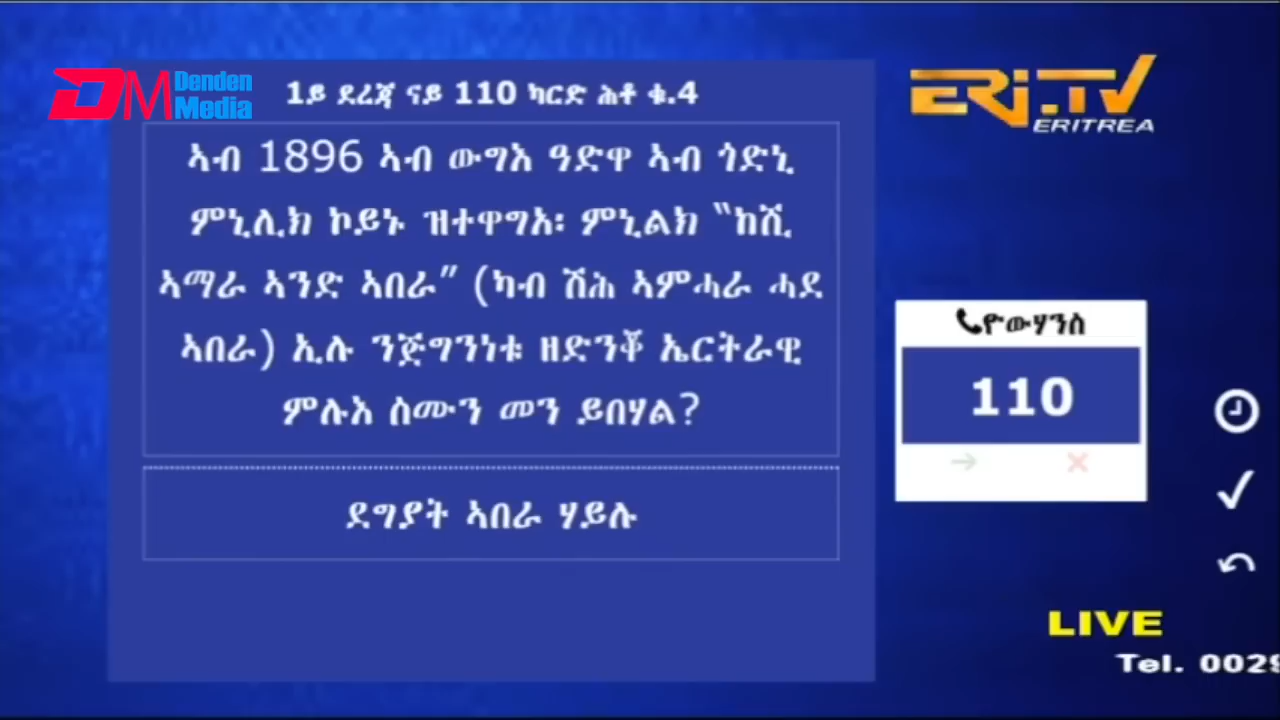 DM Denden Media
1ይ ደረጃ ናይ 110 ካርድ ሕቶ ቁ.4
ERi.TV
ERITREA
ኣብ 1896 ኣብ ውግእ ዓድዋ ኣብ ጎድኒ
ምኒሊክ ኮይኑ ዝተዋግአ፡ ምኒልክ “ከሺ
ኣማራ ኣንድ ኣበራ” (ካብ ሽሕ ኣምሓራ ሓደ
ኣበራ) ኢሉ ንጅግንነቱ ዘድንቖ ኤርትራዊ
ምሉእ ስሙን መን ይበሃል?
ደግያት ኣበራ ሃይሉ
ዮውሃንስ
110
LIVE
Tel. 0029